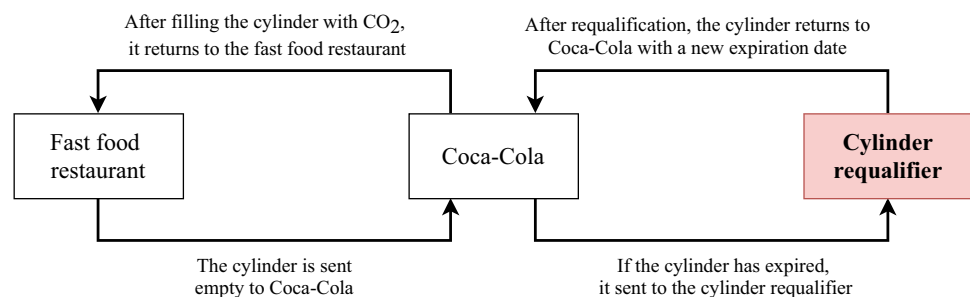 After filling the cylinder with CO2,
it returns to the fast food restaurant
After requalification, the cylinder returns to
Coca-Cola with a new expiration date
Fast food
restaurant
Coca-Cola
Cylinder
requalifier
The cylinder is sent
empty to Coca-Cola
If the cylinder has expired,
it sent to the cylinder requalifier